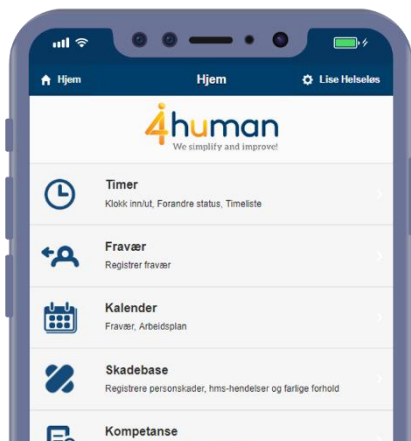 Hjem
Hjem
Lise Helseløs
4human
We simplify and improve!
Timer
Klokk inn/ut, Forandre status, Timeliste
Fravær
Registrer fravær
Kalender
Fravær, Arbeidsplan
Skadebase
Registrere personskader, hms-hendelser og farlige forhold
Kompetanse